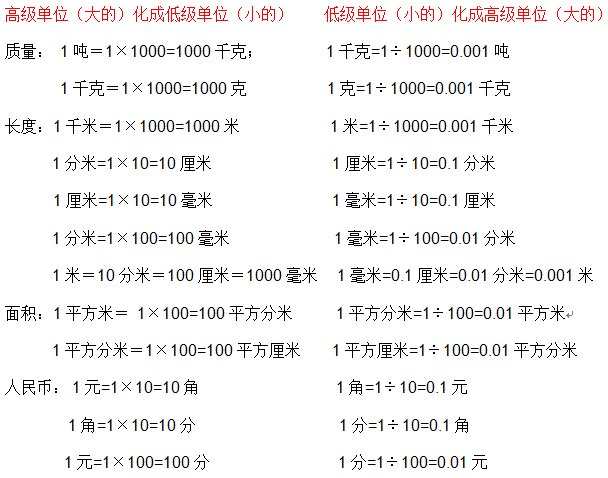 高级单位（大的）化成低级单位（小的） 低级单位（小的）化成高级单位（大的）
质量： 1 吨＝1×1000=1000 千克； 1 千克=1÷1000=0.001 吨
1 千克＝1×1000=1000 克 1 克=1÷1000=0.001 千克
长度：1 千米＝1×1000=1000 米 1 米=1÷1000=0.001 千米
1 分米=1×10=10 厘米 1 厘米=1÷10=0.1 分米
1 厘米=1×10=10 毫米 1 毫米=1÷10=0.1 厘米
1 分米=1×100=100 毫米 1 毫米=1÷100=0.01 分米
1 米＝10 分米＝100 厘米＝1000 毫米 1 毫米=0.1 厘米=0.01 分米=0.001 米
面积：1 平方米＝ 1×100=100 平方分米 1 平方分米=1÷100=0.01 平方米
1 平方分米＝1×100=100 平方厘米 1 平方厘米=1÷100=0.01 平方分米
人民币： 1 元=1×10=10 角 1 角=1÷10=0.1 元
1 角=1×10=10 分 1 分=1÷10=0.1 角
1 元=1×100=100 分 1 分=1÷100=0.01 元